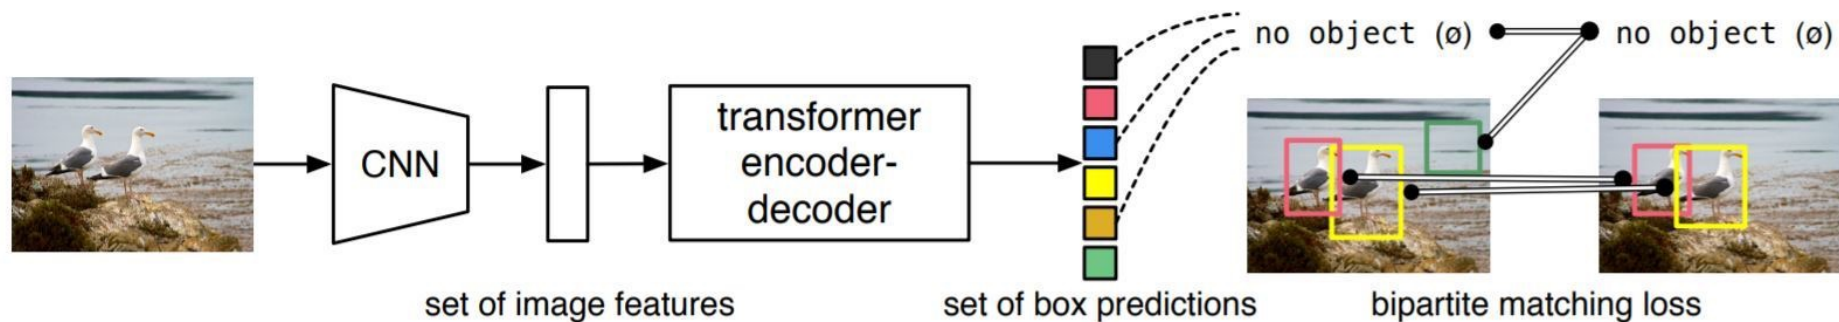 no object (ø)
no object (ø)
CNN
transformer
encoder-
decoder
set of image features
set of box predictions
bipartite matching loss